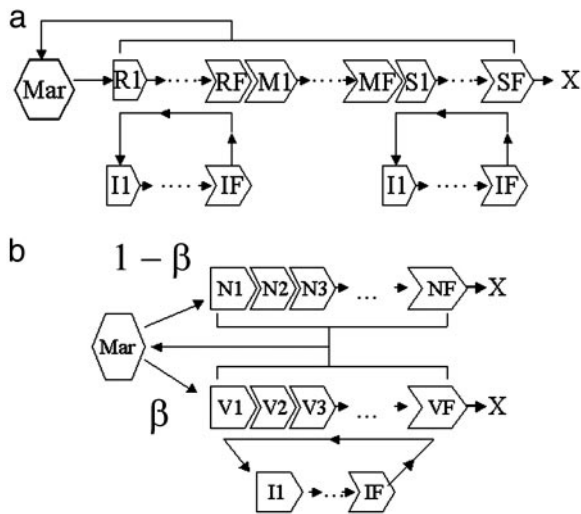 a
Mar R1 ..... RF M1 ..... MF S1 ..... SF X
I1 .... IF I1 .... IF
b
1 − β
N1 N2 N3 ... NF X
Mar
β
V1 V2 V3 ... VF X
I1 ... IF